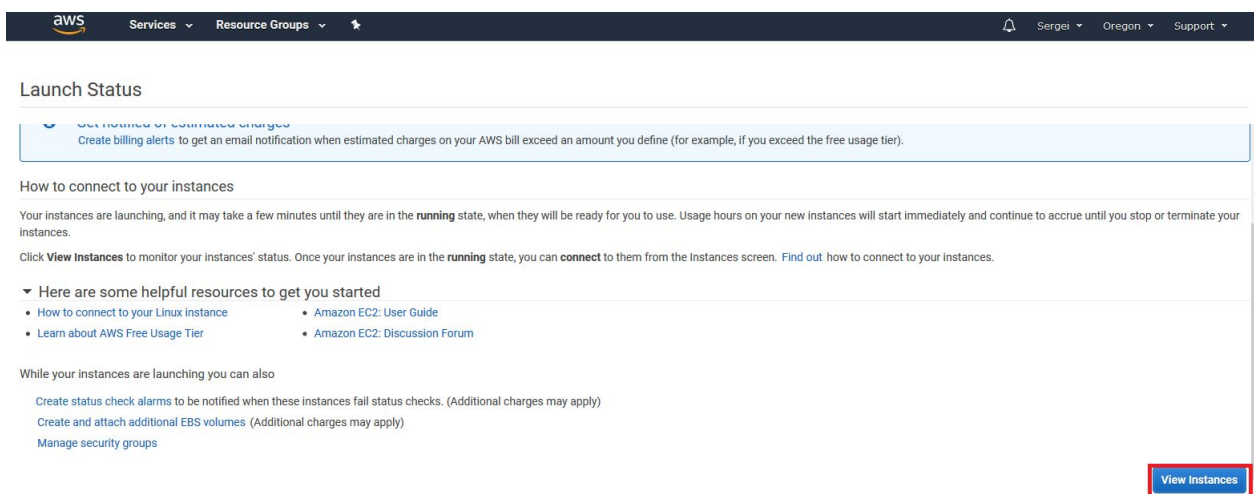 aws Services Resource Groups Sergei Oregon Support
Launch Status
Get notified of estimated charges
Create billing alerts to get an email notification when estimated charges on your AWS bill exceed an amount you define (for example, if you exceed the free usage tier).
How to connect to your instances
Your instances are launching, and it may take a few minutes until they are in the running state, when they will be ready for you to use. Usage hours on your new instances will start immediately and continue to accrue until you stop or terminate your
instances.
Click View Instances to monitor your instances' status. Once your instances are in the running state, you can connect to them from the Instances screen. Find out how to connect to your instances.
Here are some helpful resources to get you started
• How to connect to your Linux instance • Amazon EC2: User Guide
• Learn about AWS Free Usage Tier • Amazon EC2: Discussion Forum
While your instances are launching you can also
Create status check alarms to be notified when these instances fail status checks. (Additional charges may apply)
Create and attach additional EBS volumes (Additional charges may apply)
Manage security groups
View Instances